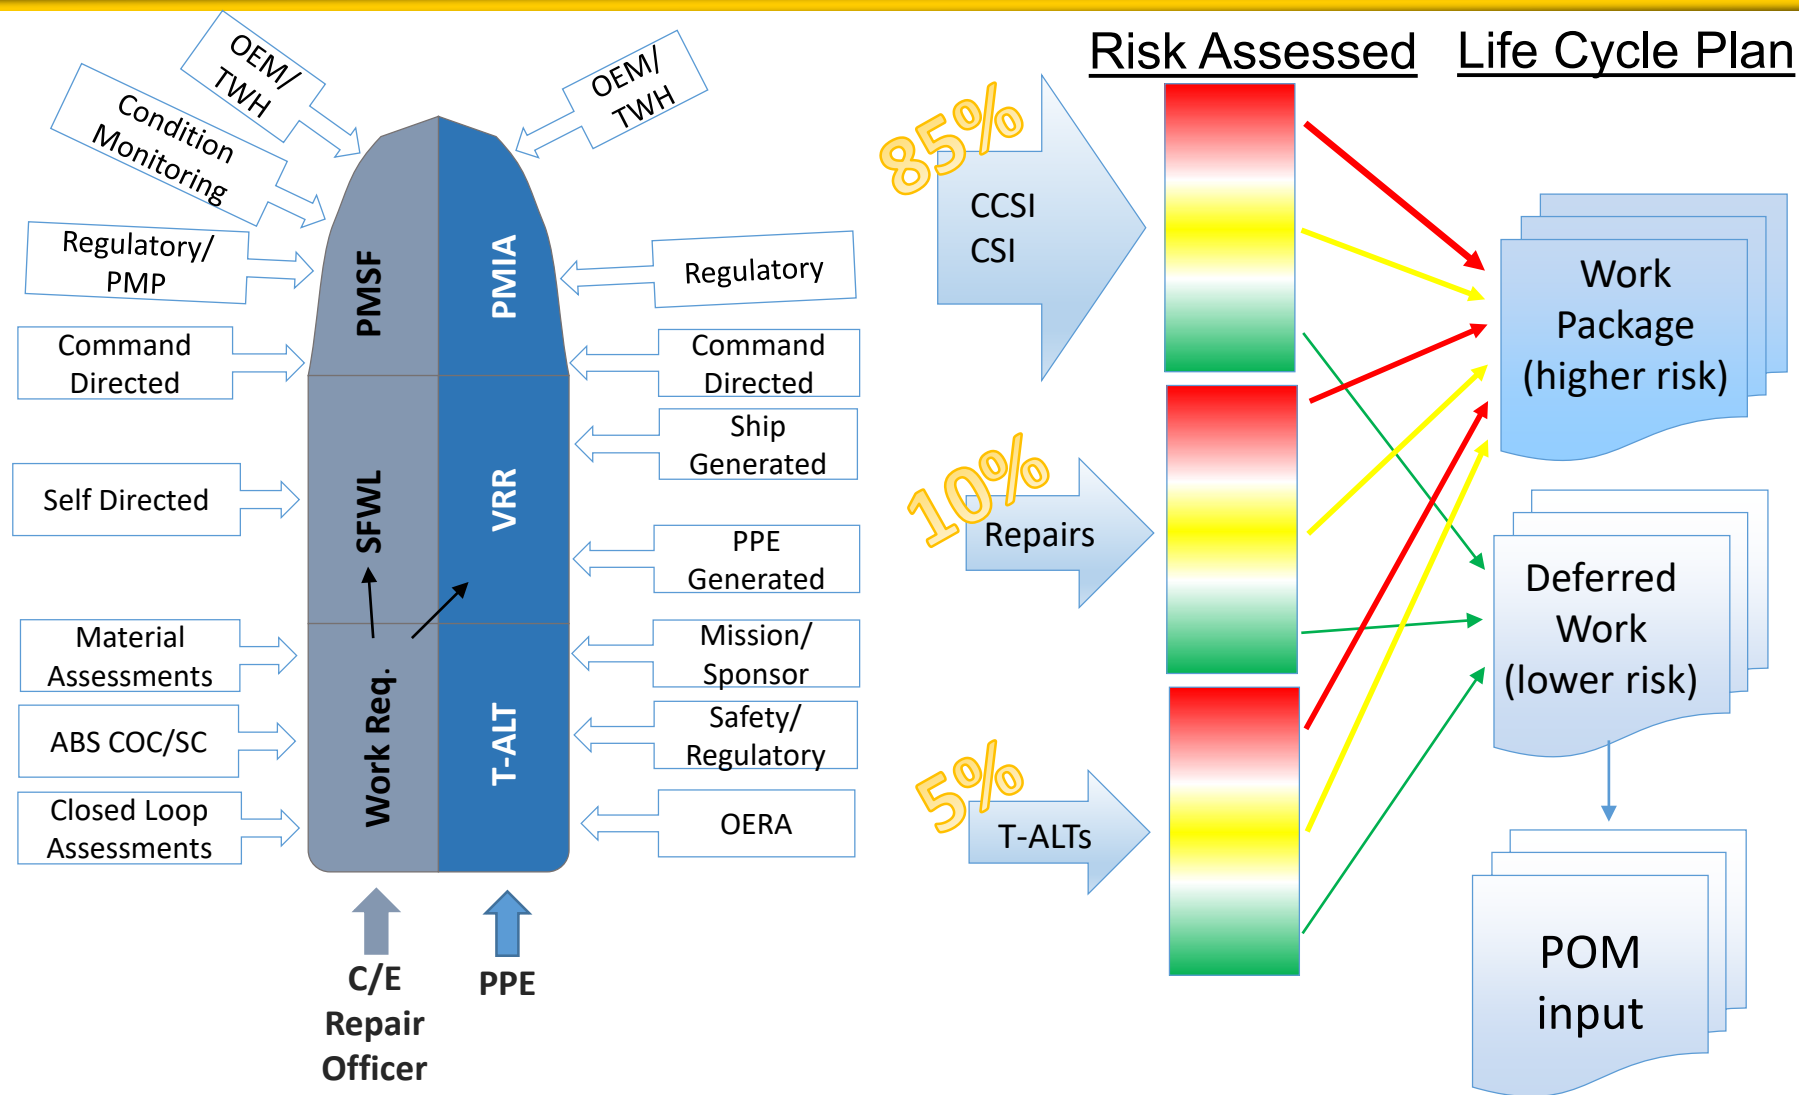 OEM/
TWH
Condition
Monitoring
Regulatory/
PMP
Command
Directed
Self Directed
Material
Assessments
ABS COC/SC
Closed Loop
Assessments
PMSF
SFWL
Work Req.
PMIA
VRR
T-ALT
C/E
Repair
Officer
PPE
OEM/
TWH
Regulatory
Command
Directed
Ship
Generated
PPE
Generated
Mission/
Sponsor
Safety/
Regulatory
OERA
85%
CCSI
CSI
10%
Repairs
5%
T-ALTs
Risk Assessed
Life Cycle Plan
Work
Package
(higher risk)
Deferred
Work
(lower risk)
POM
input